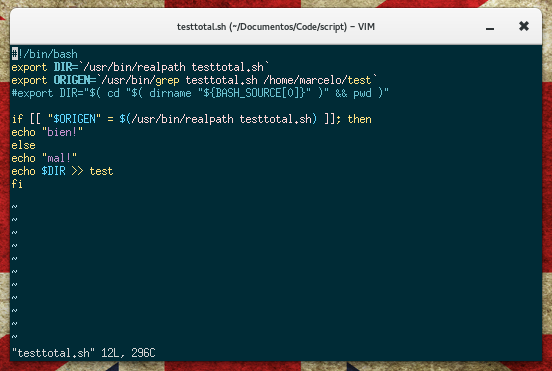 testtotal.sh (~/Documentos/Code/script) – VIM
#!/bin/bash
export DIR=`/usr/bin/realpath testtotal.sh`
export ORIGEN=`/usr/bin/grep testtotal.sh /home/marcelo/test`
#export DIR="$( cd "$( dirname "${BASH_SOURCE[0]}" )" && pwd )"
if [[ "$ORIGEN" = $(/usr/bin/realpath testtotal.sh) ]]; then
echo "bien!"
else
echo "mal!"
echo $DIR >> test
fi
~
~
~
~
~
~
~
~
~
~
~
"testtotal.sh" 12L, 296C